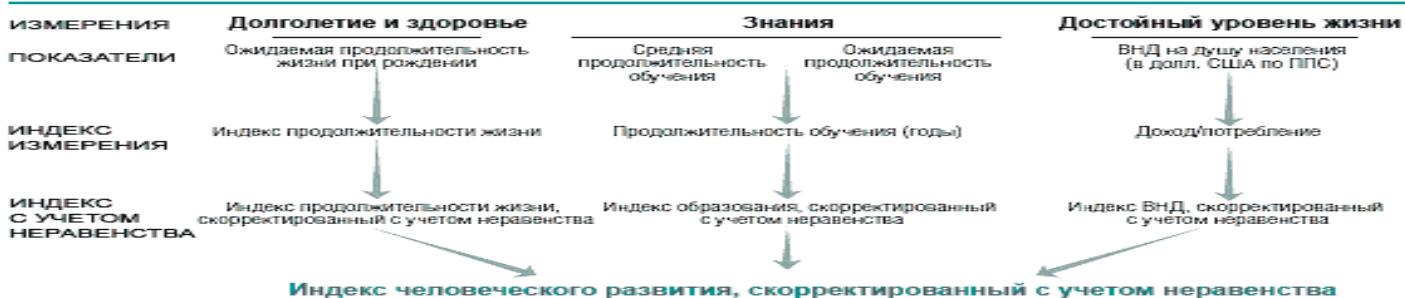 ИЗМЕРЕНИЯ Долголетие и здоровье Знания Достойный уровень жизни
ПОКАЗАТЕЛИ Ожидаемая продолжительность Средняя Ожидаемая ВНД на душу населения
жизни при рождении продолжительность продолжительность (в долл. США по ППС)
обучения обучения
ИНДЕКС Индекс продолжительности жизни Продолжительность обучения (годы) Доход/потребление
ИЗМЕРЕНИЯ
ИНДЕКС Индекс продолжительности жизни, Индекс образования, скорректированный Индекс ВНД, скорректированный
С УЧЕТОМ скорректированный с учетом неравенства с учетом неравенства с учетом неравенства
НЕРАВЕНСТВА
Индекс человеческого развития, скорректированный с учетом неравенства